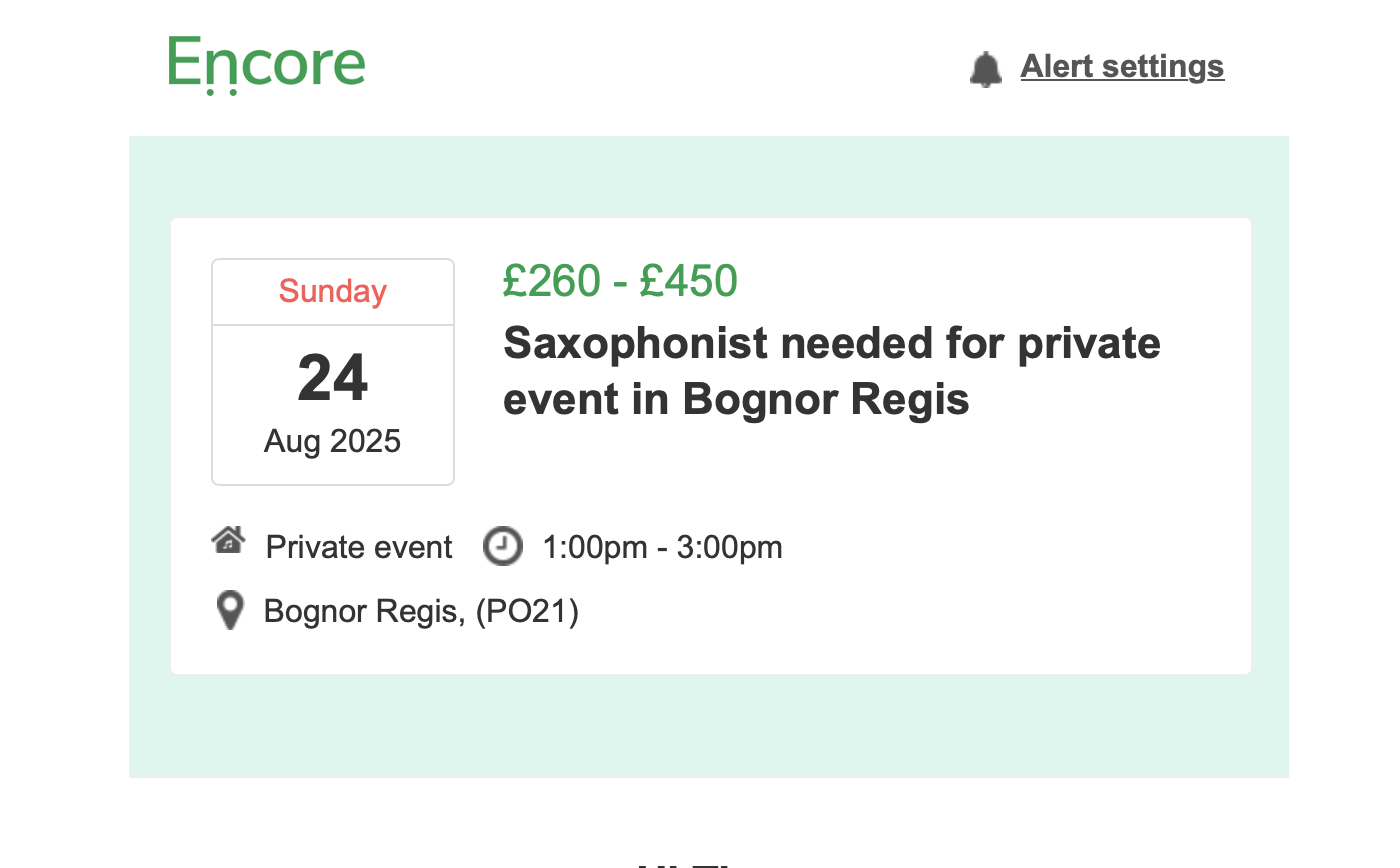 Encore
Alert settings
Sunday
24
Aug 2025
£260 - £450
Saxophonist needed for private
event in Bognor Regis
Private event
1:00pm - 3:00pm
Bognor Regis, (PO21)